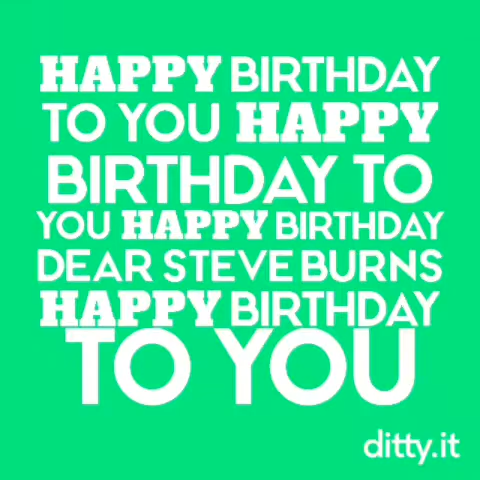 HAPPY BIRTHDAY
TO YOU HAPPY
BIRTHDAY TO
YOU HAPPY BIRTHDAY
DEAR STEVE BURNS
HAPPY BIRTHDAY
TO YOU
ditty.it